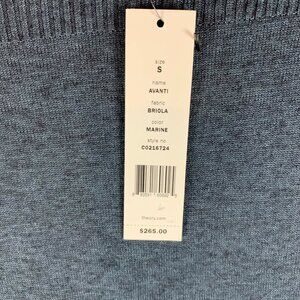 size
S
name
AVANTI
fabric
BRIOLA
color
MARINE
style no
C0216724
theory.com
$265.00